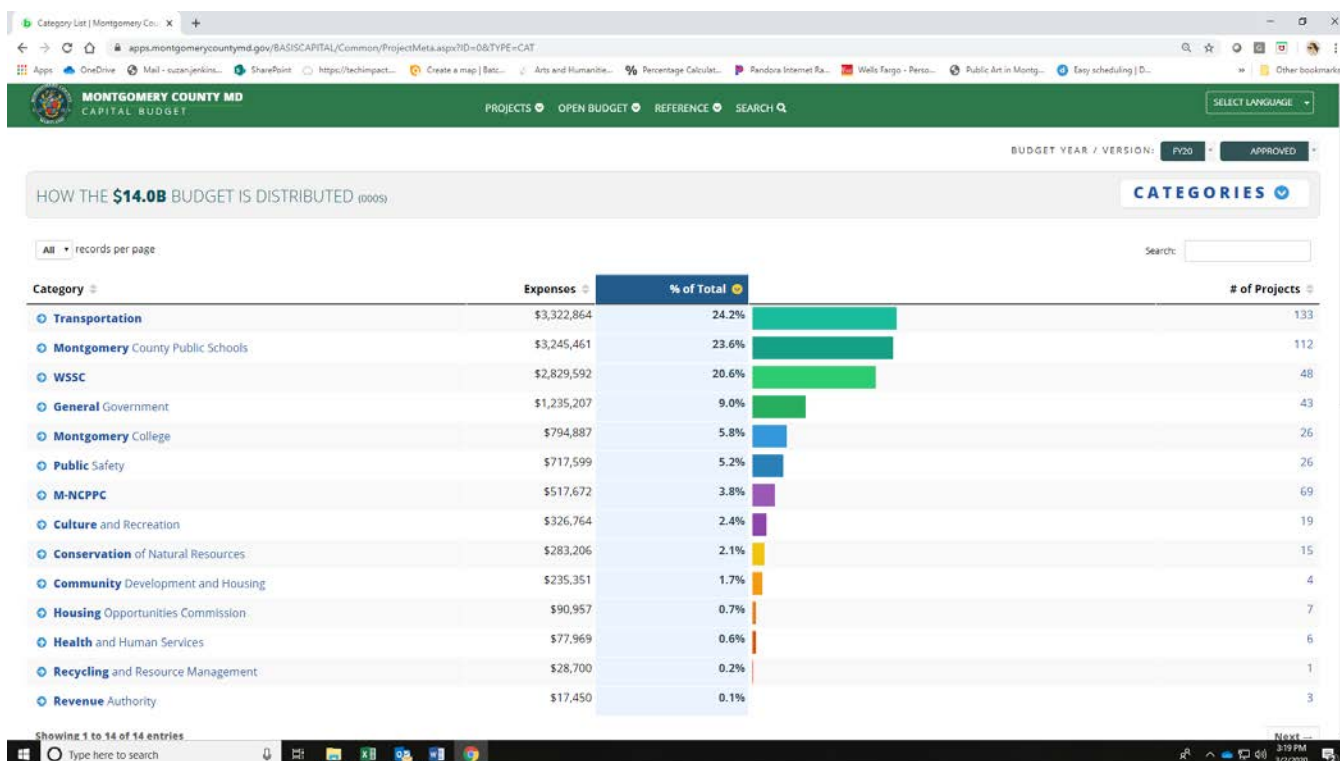 Category List | Montgomery Cou
apps.montgomerycountymd.gov/BASISCAPITAL/Common/ProjectMeta.aspx?ID=0&TYPE=CAT
Apps OneDrive Mail - suzan.jenkins... SharePoint https://techimpact... Create a map | Batc... Arts and Humanitie... Percentage Calculat... Pandora Internet Ra... Wells Fargo - Perso... Public Art in Montg... Easy scheduling | D... Other bookmarks
MONTGOMERY COUNTY MD
CAPITAL BUDGET
PROJECTS OPEN BUDGET REFERENCE SEARCH
SELECT LANGUAGE
BUDGET YEAR / VERSION: FY20 APPROVED
HOW THE $14.0B BUDGET IS DISTRIBUTED (000S)
CATEGORIES
All records per page
Search:
Category Expenses % of Total # of Projects
Transportation $3,322,864 24.2% 133
Montgomery County Public Schools $3,245,461 23.6% 112
WSSC $2,829,592 20.6% 48
General Government $1,235,207 9.0% 43
Montgomery College $794,887 5.8% 26
Public Safety $717,599 5.2% 26
M-NCPPC $517,672 3.8% 69
Culture and Recreation $326,764 2.4% 19
Conservation of Natural Resources $283,206 2.1% 15
Community Development and Housing $235,351 1.7% 4
Housing Opportunities Commission $90,957 0.7% 7
Health and Human Services $77,969 0.6% 6
Recycling and Resource Management $28,700 0.2% 1
Revenue Authority $17,450 0.1% 3
Showing 1 to 14 of 14 entries
Next →
Type here to search
3:19 PM
3/2/2020